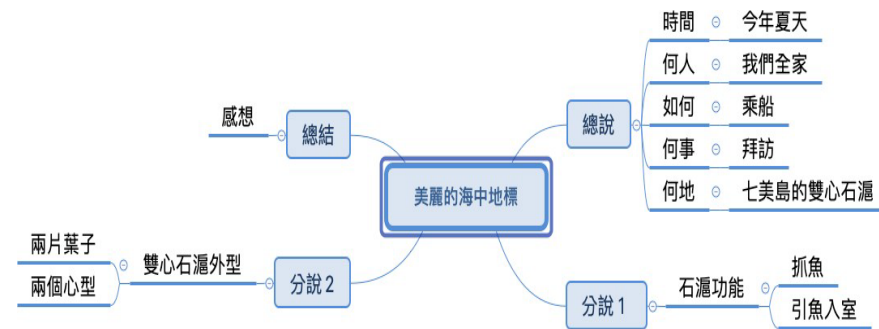 美麗的海中地標
總說
時間
今年夏天
何人
我們全家
如何
乘船
何事
拜訪
何地
七美島的雙心石滬
分說 1
石滬功能
抓魚
引魚入室
分說 2
雙心石滬外型
兩片葉子
兩個心型
總結
感想